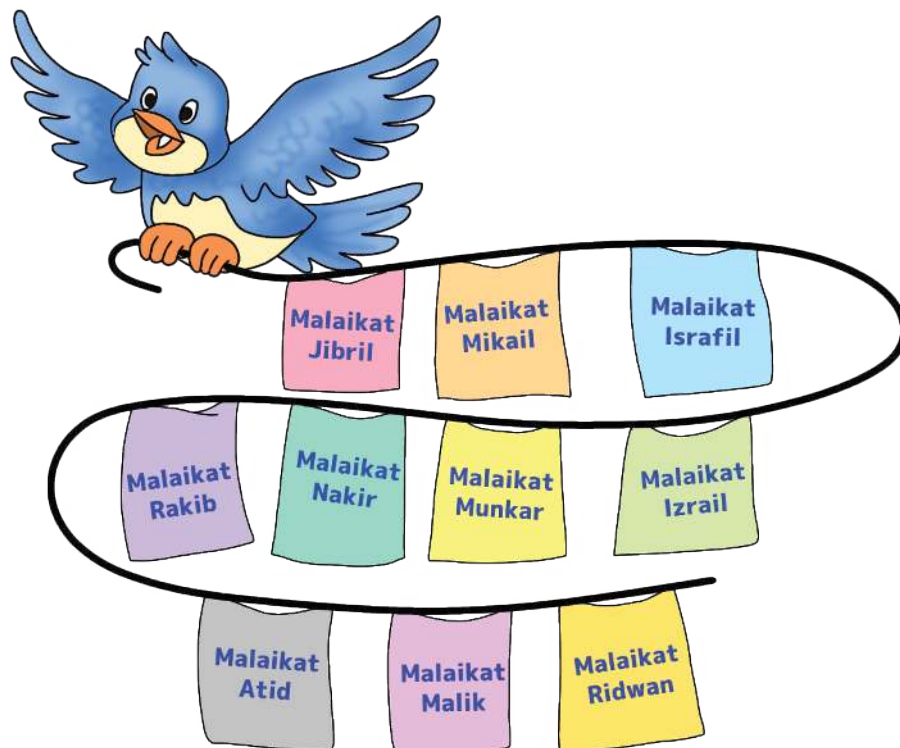 Malaikat
Jibril
Malaikat
Mikail
Malaikat
Israfil
Malaikat
Rakib
Malaikat
Nakir
Malaikat
Munkar
Malaikat
Izrail
Malaikat
Atid
Malaikat
Malik
Malaikat
Ridwan